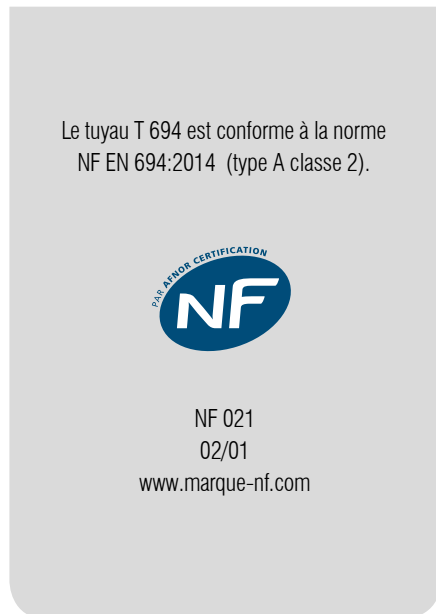 Le tuyau T 694 est conforme à la norme
NF EN 694:2014 (type A classe 2).
PAR AFNOR CERTIFICATION
NF
NF 021
02/01
www.marque-nf.com